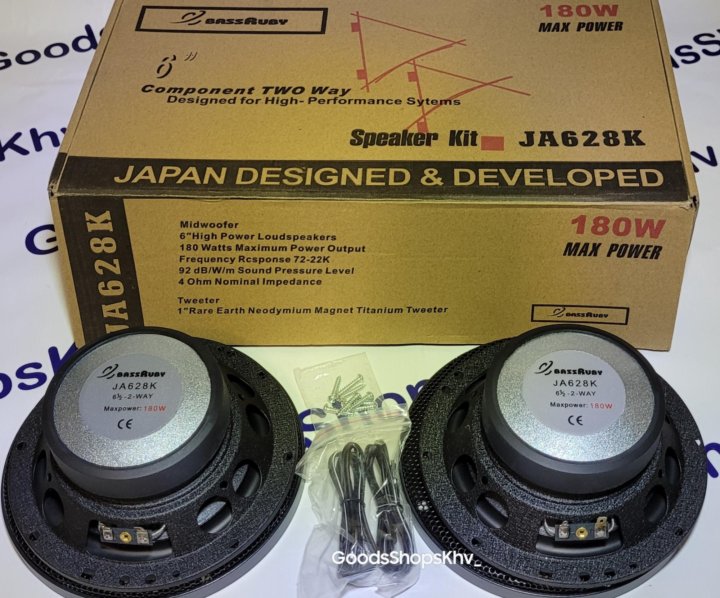 BASSRUBY
180W
MAX POWER
6"
Component TWO Way
Designed for High- Performance Sytems
Speaker Kit JA628K
JAPAN DESIGNED & DEVELOPED
JA628K
Midwoofer
6"High Power Loudspeakers
180 Watts Maximum Power Output
Frequency Rcsponse 72-22K
92 dB/W/m Sound Pressure Level
4 Ohm Nominal Impedance
Tweeter
1"Rare Earth Neodymium Magnet Titanium Tweeter
180W
MAX POWER
BASSRUBY
BASSRUBY
JA628K
6½-2-WAY
Maxpower: 180W
CE
BASSRUBY
JA628K
6½-2-WAY
Maxpower: 180W
CE
GoodsShopsKhv